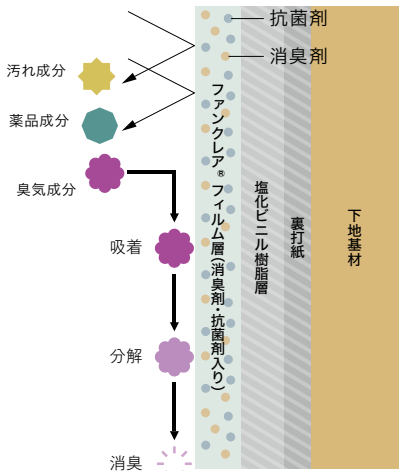 抗菌剤
消臭剤
汚れ成分
薬品成分
臭気成分
吸着
分解
消臭
ファンクレア®フィルム層(消臭剤・抗菌剤入り)
塩化ビニル樹脂層
裏打紙
下地基材